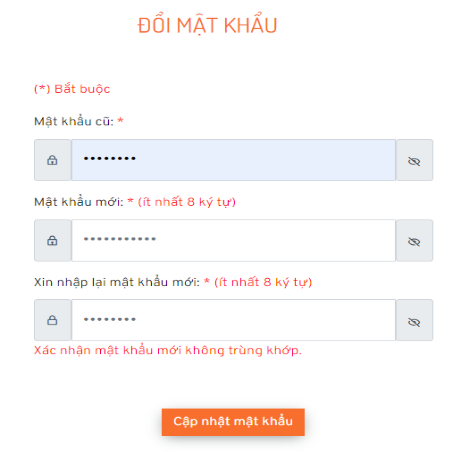 ĐỔI MẬT KHẨU
(*) Bắt buộc
Mật khẩu cũ: *
••••••••
Mật khẩu mới: * (ít nhất 8 ký tự)
•••••••••••
Xin nhập lại mật khẩu mới: * (ít nhất 8 ký tự)
••••••••
Xác nhận mật khẩu mới không trùng khớp.
Cập nhật mật khẩu